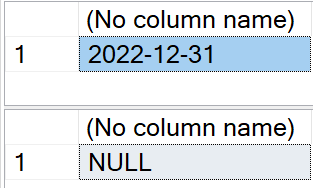 (No column name)
1 2022-12-31
(No column name)
1 NULL